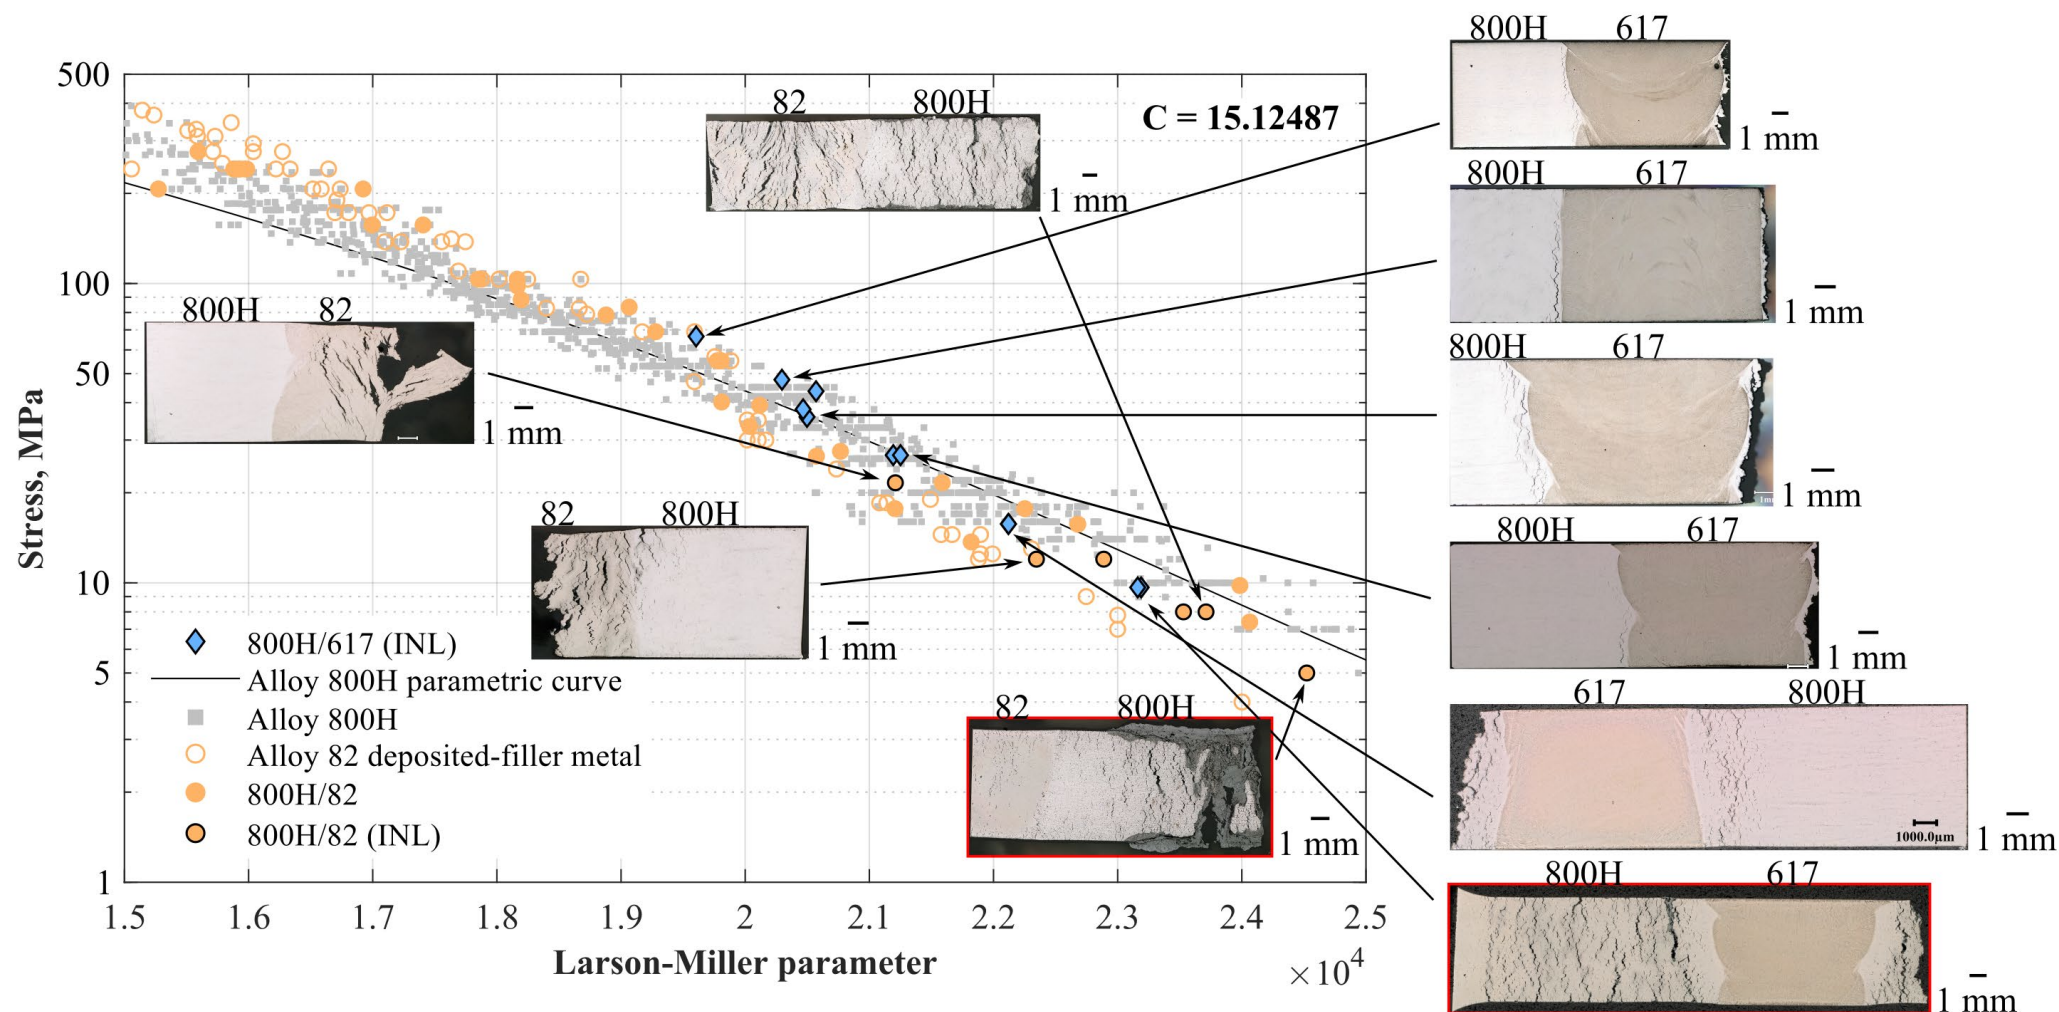 800H 617
500
82 800H
C = 15.12487
1 mm
1 mm
800H 617
1 mm
100
800H 82
800H 617
50
1 mm
1 mm
Stress, MPa
82 800H
800H 617
10
800H/617 (INL)
1 mm
1 mm
Alloy 800H parametric curve
5
617 800H
Alloy 800H
82 800H
Alloy 82 deposited-filler metal
800H/82
800H/82 (INL)
1 mm
1000.0µm
1 mm
800H 617
1
1.5 1.6 1.7 1.8 1.9 2 2.1 2.2 2.3 2.4 2.5
Larson-Miller parameter
×10⁴
1 mm